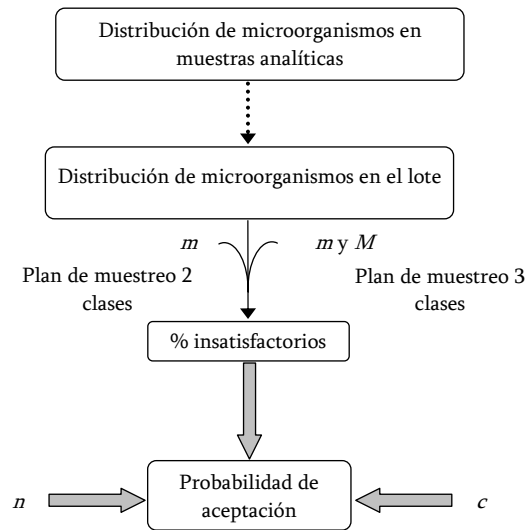 Distribución de microorganismos en
muestras analíticas
Distribución de microorganismos en el lote
m
m y M
Plan de muestreo 2
clases
Plan de muestreo 3
clases
% insatisfactorios
Probabilidad de
aceptación
n
c